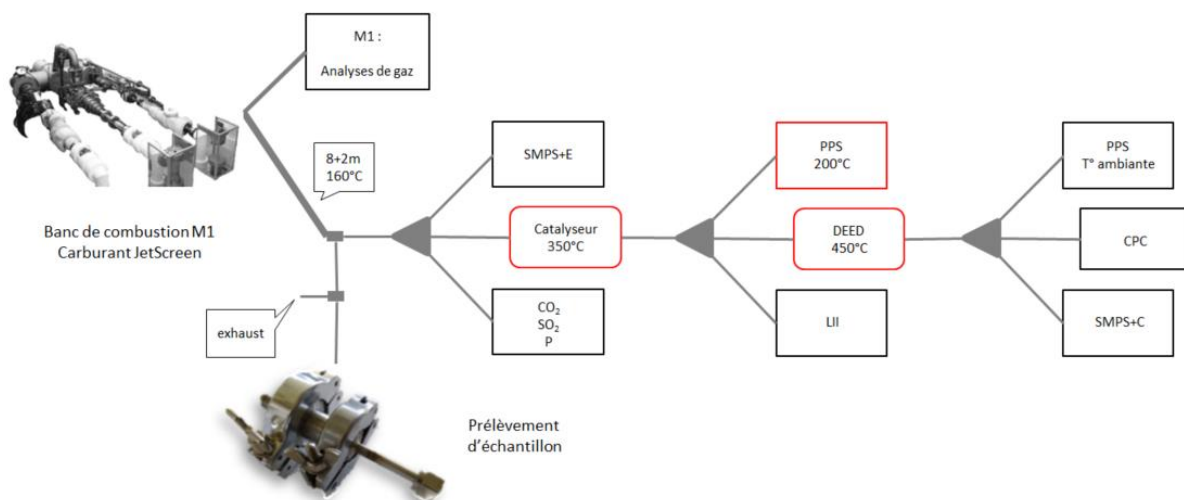 M1 :
Analyses de gaz
8+2m
160°C
Banc de combustion M1
Carburant JetScreen
exhaust
Prélèvement
d’échantillon
SMPS+E
Catalyseur
350°C
CO₂
SO₂
P
PPS
200°C
DEED
450°C
LII
PPS
T° ambiante
CPC
SMPS+C